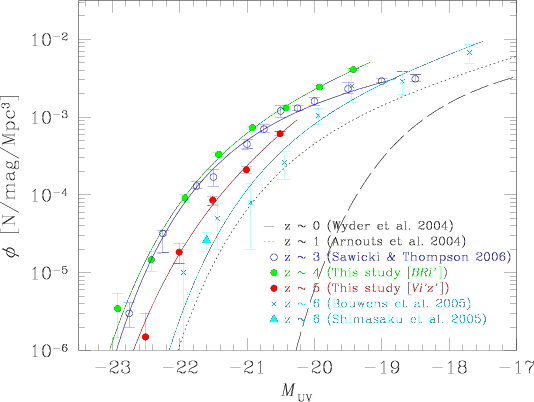 10−2
10−3
10−4
10−5
10−6
ϕ [N/mag/Mpc3]
z ~ 0 (Wyder et al. 2004)
z ~ 1 (Arnouts et al. 2004)
z ~ 3 (Sawicki & Thompson 2006)
z ~ 4 (This study [BRi'])
z ~ 5 (This study [Vi'z'])
z ~ 6 (Bouwens et al. 2005)
z ~ 6 (Shimasaku et al. 2005)
−23 −22 −21 −20 −19 −18 −17
MUV